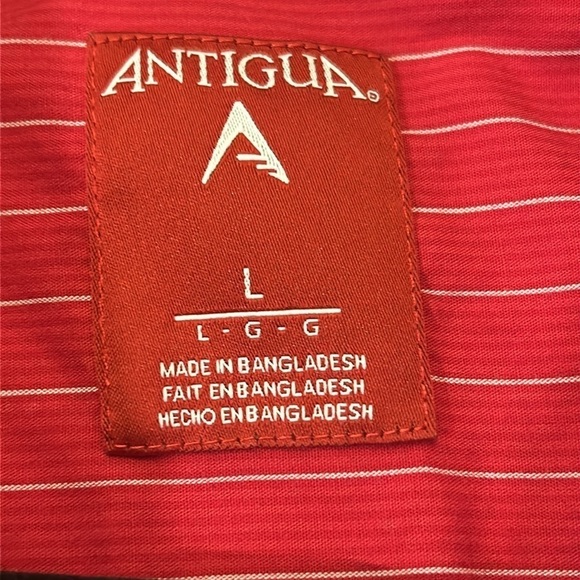 ANTIGUA®
L
L - G - G
MADE IN BANGLADESH
FAIT EN BANGLADESH
HECHO EN BANGLADESH